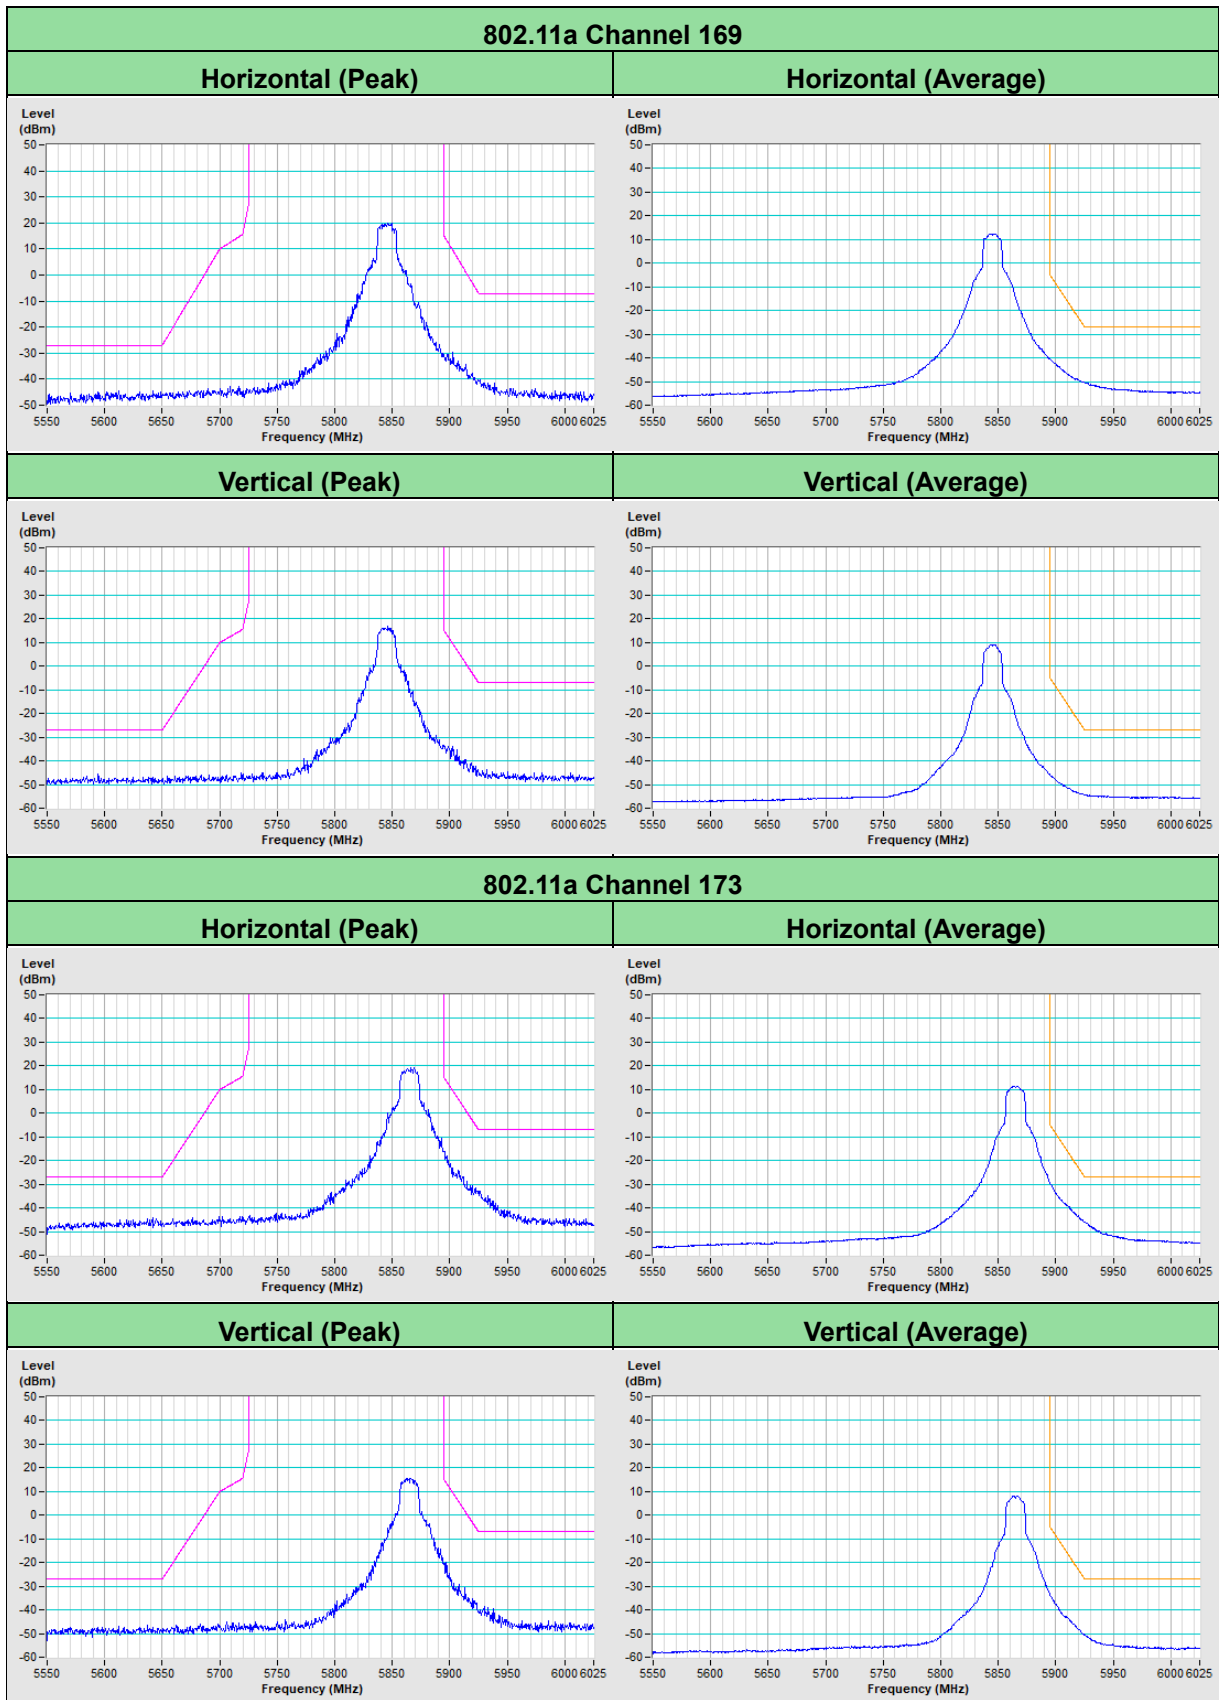 802.11a Channel 169
Horizontal (Peak) Horizontal (Average)
Level Level
(dBm) (dBm)
50 50
40 40
30 30
20 20
10 10
0 0
-10 -10
-20 -20
-30 -30
-40 -40
-50 -50
-60
5550 5600 5650 5700 5750 5800 5850 5900 5950 6000 6025 5550 5600 5650 5700 5750 5800 5850 5900 5950 6000 6025
Frequency (MHz) Frequency (MHz)
Vertical (Peak) Vertical (Average)
Level Level
(dBm) (dBm)
50 50
40 40
30 30
20 20
10 10
0 0
-10 -10
-20 -20
-30 -30
-40 -40
-50 -50
-60 -60
5550 5600 5650 5700 5750 5800 5850 5900 5950 6000 6025 5550 5600 5650 5700 5750 5800 5850 5900 5950 6000 6025
Frequency (MHz) Frequency (MHz)
802.11a Channel 173
Horizontal (Peak) Horizontal (Average)
Level Level
(dBm) (dBm)
50 50
40 40
30 30
20 20
10 10
0 0
-10 -10
-20 -20
-30 -30
-40 -40
-50 -50
-60 -60
5550 5600 5650 5700 5750 5800 5850 5900 5950 6000 6025 5550 5600 5650 5700 5750 5800 5850 5900 5950 6000 6025
Frequency (MHz) Frequency (MHz)
Vertical (Peak) Vertical (Average)
Level Level
(dBm) (dBm)
50 50
40 40
30 30
20 20
10 10
0 0
-10 -10
-20 -20
-30 -30
-40 -40
-50 -50
-60 -60
5550 5600 5650 5700 5750 5800 5850 5900 5950 6000 6025 5550 5600 5650 5700 5750 5800 5850 5900 5950 6000 6025
Frequency (MHz) Frequency (MHz)